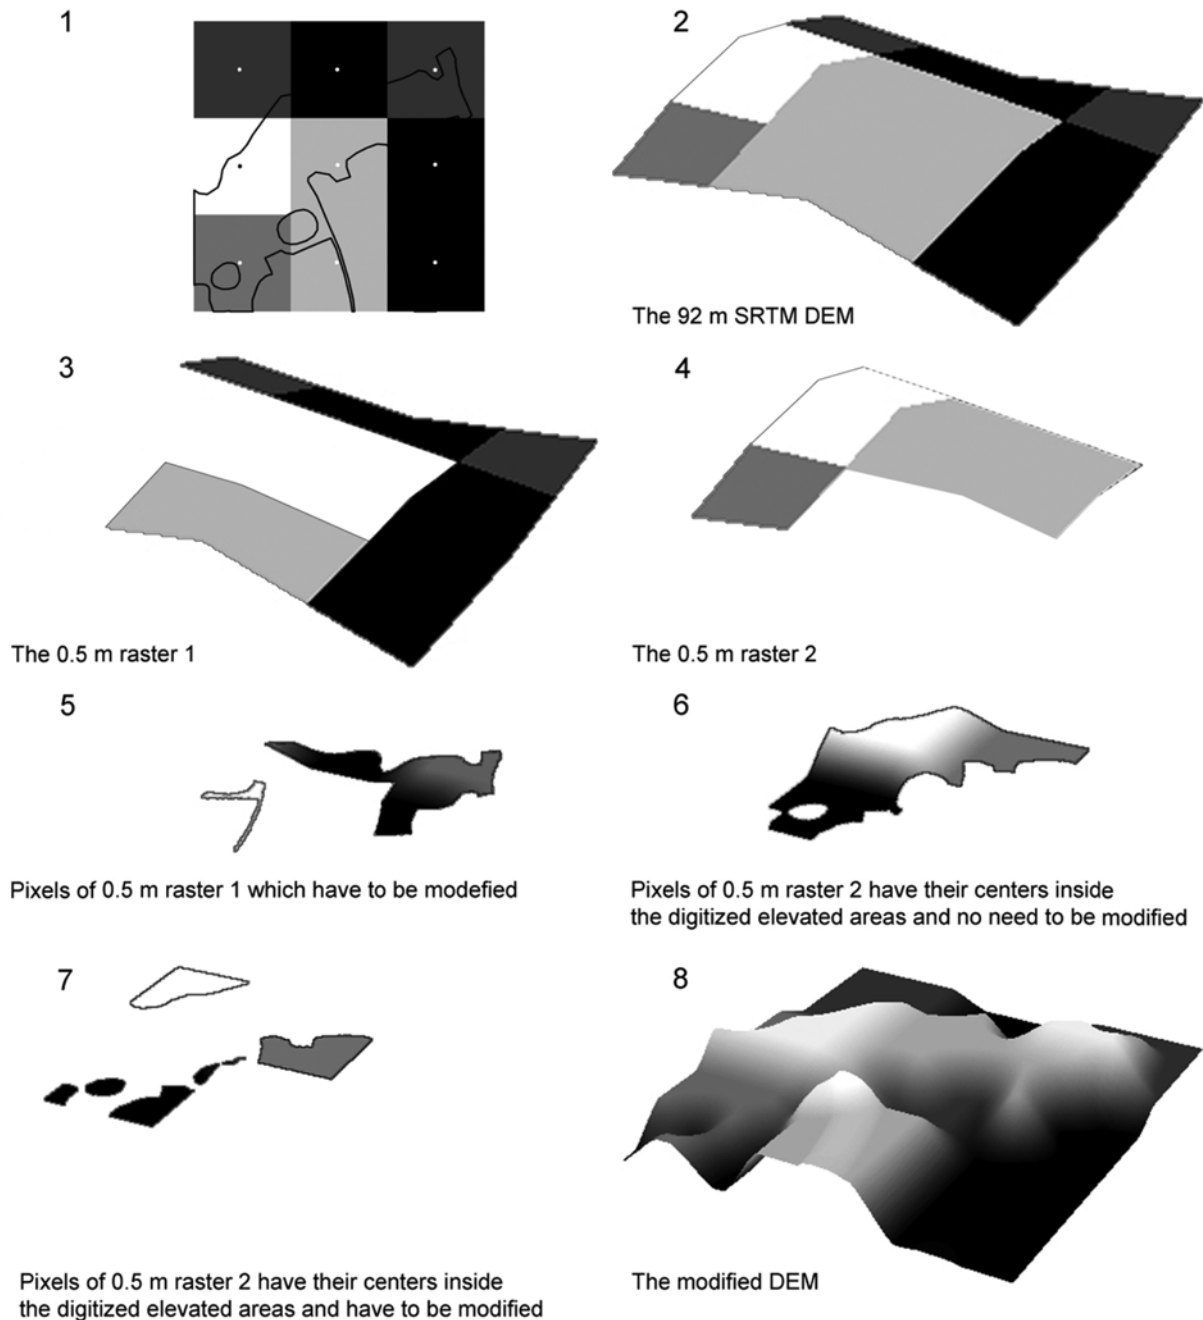 1
2
The 92 m SRTM DEM
3
4
The 0.5 m raster 1
The 0.5 m raster 2
5
6
Pixels of 0.5 m raster 1 which have to be modefied
Pixels of 0.5 m raster 2 have their centers inside
the digitized elevated areas and no need to be modified
7
8
Pixels of 0.5 m raster 2 have their centers inside
the digitized elevated areas and have to be modified
The modified DEM